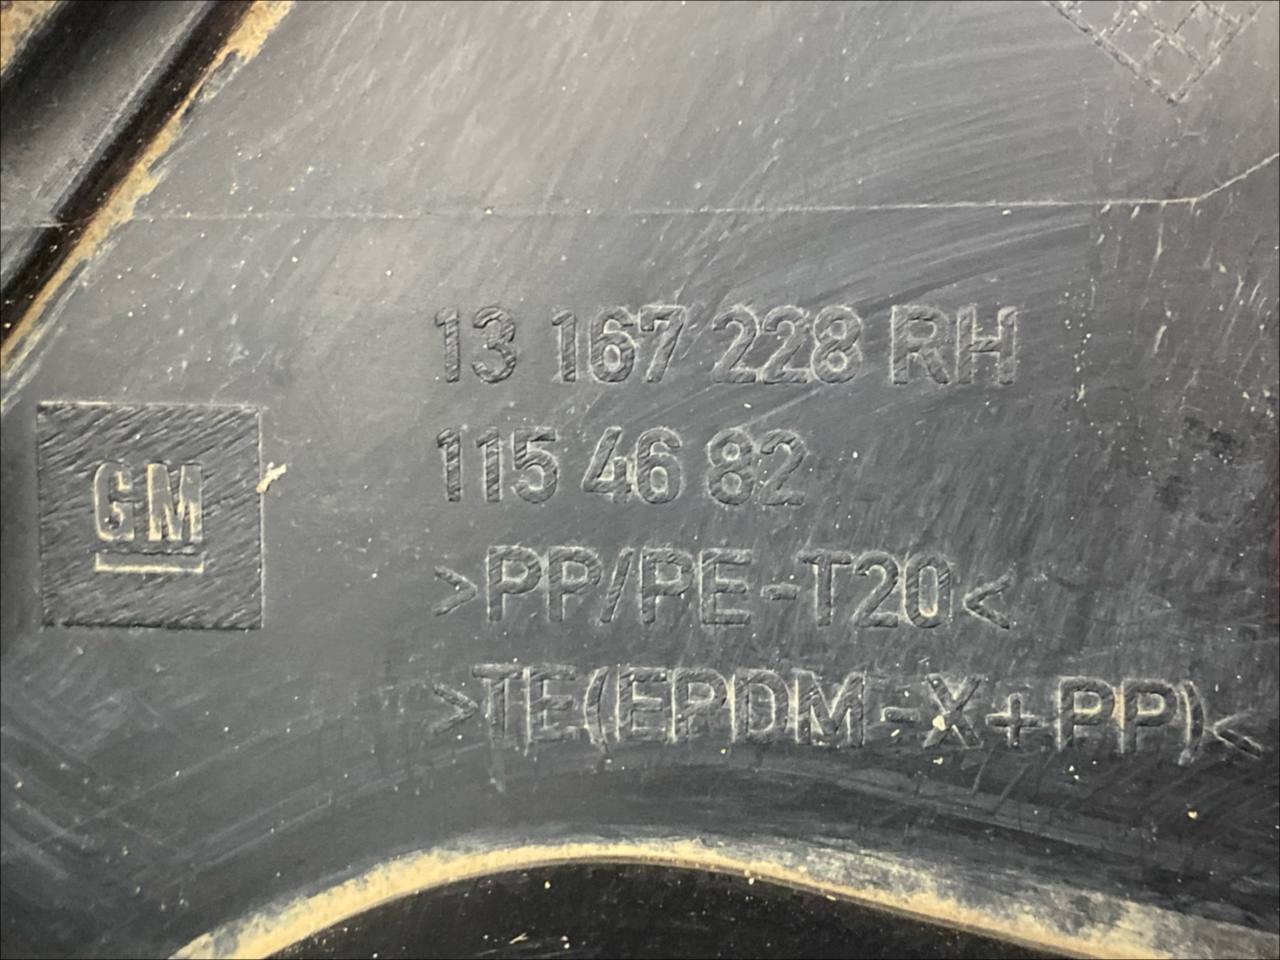 13 167 228 RH
115 46 82
GM
>PP/PE-T20<
>TE(EPDM-X+PP)<